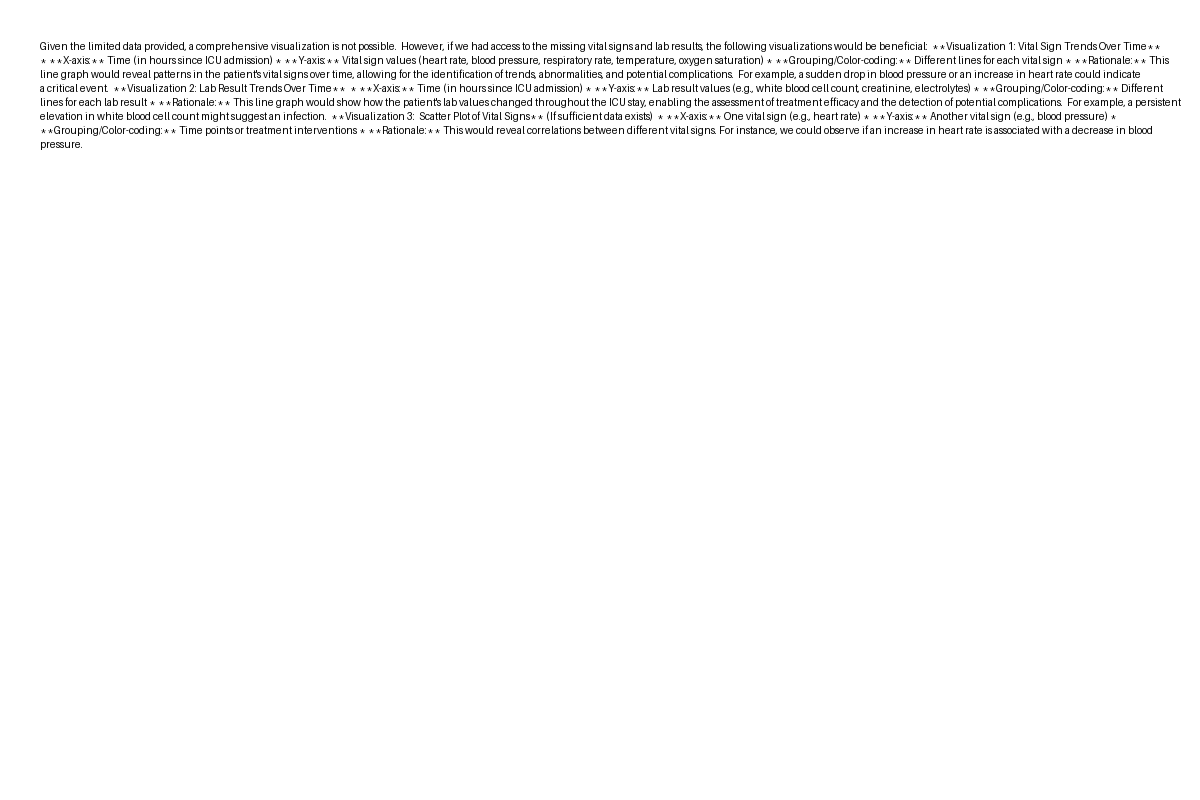 Given the limited data provided, a comprehensive visualization is not possible.  However, if we had access to the missing vital signs and lab results, the following visualizations would be beneficial:  **Visualization 1: Vital Sign Trends Over Time**
* **X-axis:** Time (in hours since ICU admission) * **Y-axis:** Vital sign values (heart rate, blood pressure, respiratory rate, temperature, oxygen saturation) * **Grouping/Color-coding:** Different lines for each vital sign * **Rationale:** This
line graph would reveal patterns in the patient's vital signs over time, allowing for the identification of trends, abnormalities, and potential complications.  For example, a sudden drop in blood pressure or an increase in heart rate could indicate
a critical event.  **Visualization 2: Lab Result Trends Over Time**  * **X-axis:** Time (in hours since ICU admission) * **Y-axis:** Lab result values (e.g., white blood cell count, creatinine, electrolytes) * **Grouping/Color-coding:** Different
lines for each lab result * **Rationale:** This line graph would show how the patient's lab values changed throughout the ICU stay, enabling the assessment of treatment efficacy and the detection of potential complications.  For example, a persistent
elevation in white blood cell count might suggest an infection.  **Visualization 3:  Scatter Plot of Vital Signs** (If sufficient data exists)  * **X-axis:** One vital sign (e.g., heart rate) * **Y-axis:** Another vital sign (e.g., blood pressure) *
**Grouping/Color-coding:** Time points or treatment interventions * **Rationale:** This would reveal correlations between different vital signs. For instance, we could observe if an increase in heart rate is associated with a decrease in blood
pressure.